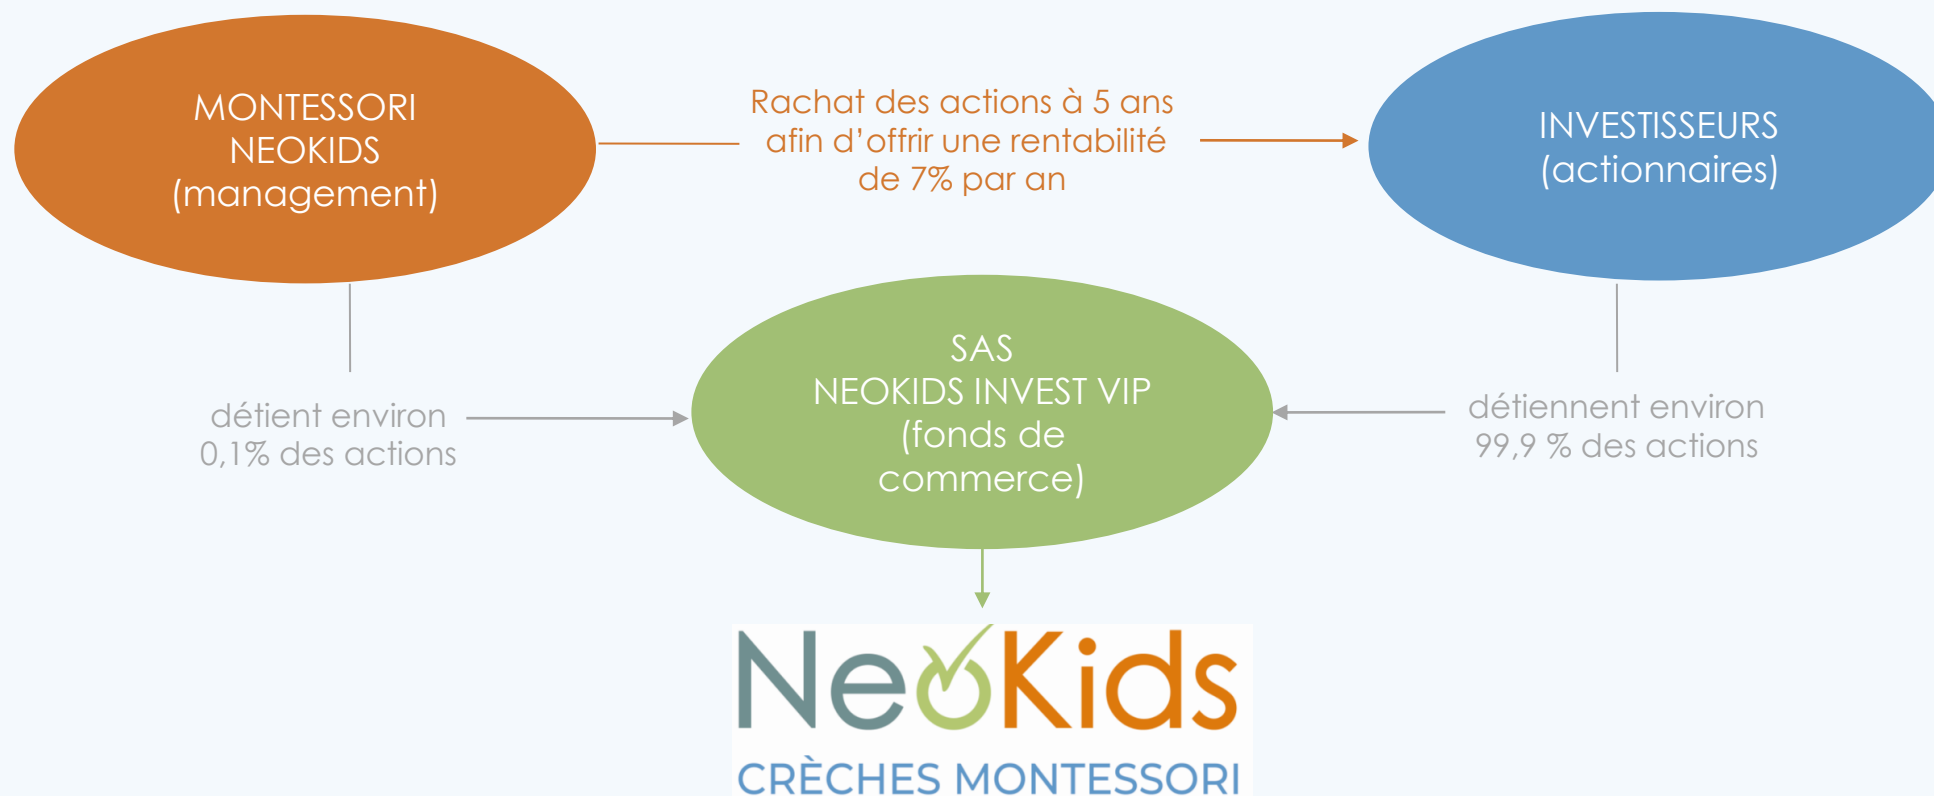 MONTESSORI
NEOKIDS
(management)
Rachat des actions à 5 ans
afin d’offrir une rentabilité
de 7% par an
INVESTISSEURS
(actionnaires)
SAS
NEOKIDS INVEST VIP
(fonds de
commerce)
détient environ
0,1% des actions
détiennent environ
99,9 % des actions
NeoKids
CRÈCHES MONTESSORI